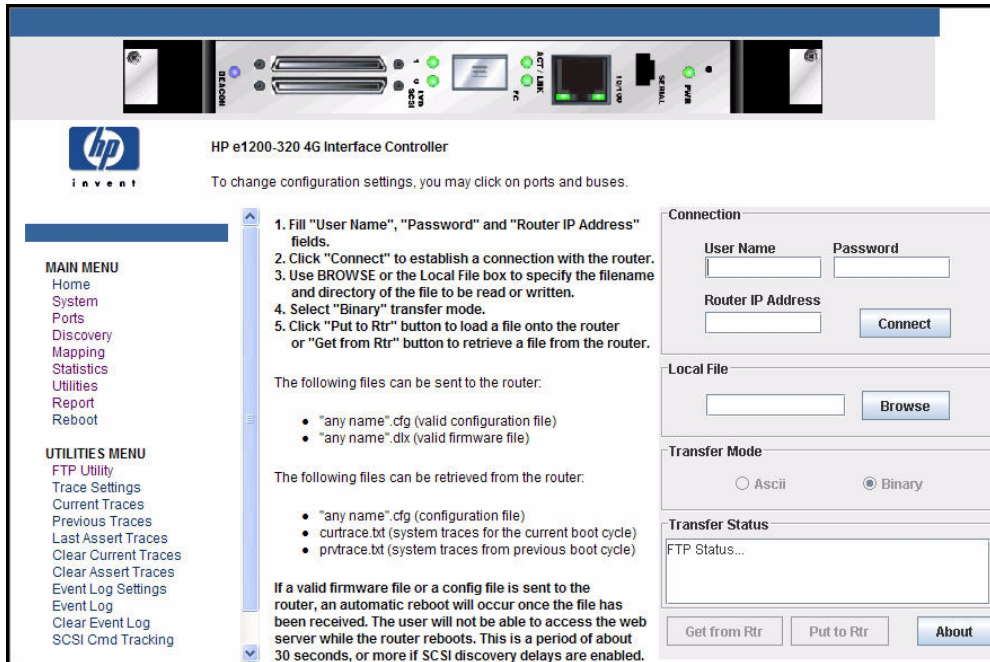 BEACON
1
0
LVD
SCSI
ACT / LINK
FC
10/100
SERIAL
PWR
hp
invent
HP e1200-320 4G Interface Controller
To change configuration settings, you may click on ports and buses.
MAIN MENU
Home
System
Ports
Discovery
Mapping
Statistics
Utilities
Report
Reboot
UTILITIES MENU
FTP Utility
Trace Settings
Current Traces
Previous Traces
Last Assert Traces
Clear Current Traces
Clear Assert Traces
Event Log Settings
Event Log
Clear Event Log
SCSI Cmd Tracking
1. Fill "User Name", "Password" and "Router IP Address"
fields.
2. Click "Connect" to establish a connection with the router.
3. Use BROWSE or the Local File box to specify the filename
and directory of the file to be read or written.
4. Select "Binary" transfer mode.
5. Click "Put to Rtr" button to load a file onto the router
or "Get from Rtr" button to retrieve a file from the router.
The following files can be sent to the router:
• "any name".cfg (valid configuration file)
• "any name".dlx (valid firmware file)
The following files can be retrieved from the router:
• "any name".cfg (configuration file)
• curtrace.txt (system traces for the current boot cycle)
• prvtrace.txt (system traces from previous boot cycle)
If a valid firmware file or a config file is sent to the
router, an automatic reboot will occur once the file has
been received. The user will not be able to access the web
server while the router reboots. This is a period of about
30 seconds, or more if SCSI discovery delays are enabled.
Connection
User Name Password
Router IP Address
Connect
Local File
Browse
Transfer Mode
Ascii Binary
Transfer Status
FTP Status...
Get from Rtr Put to Rtr About